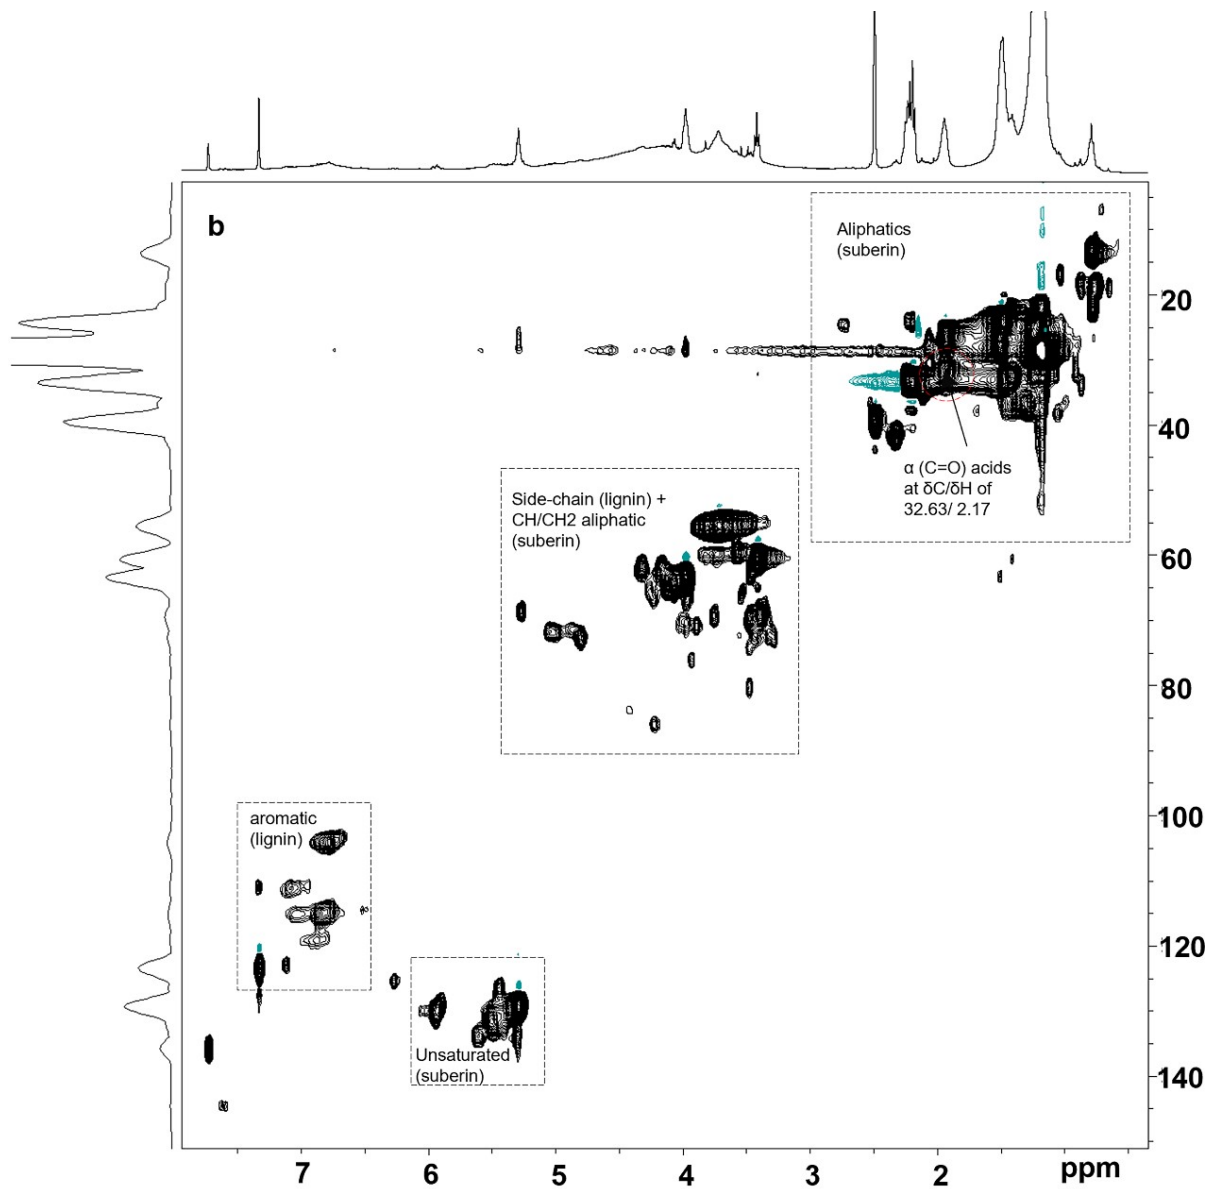 b
Aliphatics
(suberin)
20
40
α (C=O) acids
at δC/δH of
32.63/ 2.17
Side-chain (lignin) +
CH/CH2 aliphatic
(suberin)
60
80
aromatic
(lignin)
100
120
Unsaturated
(suberin)
140
7 6 5 4 3 2 ppm